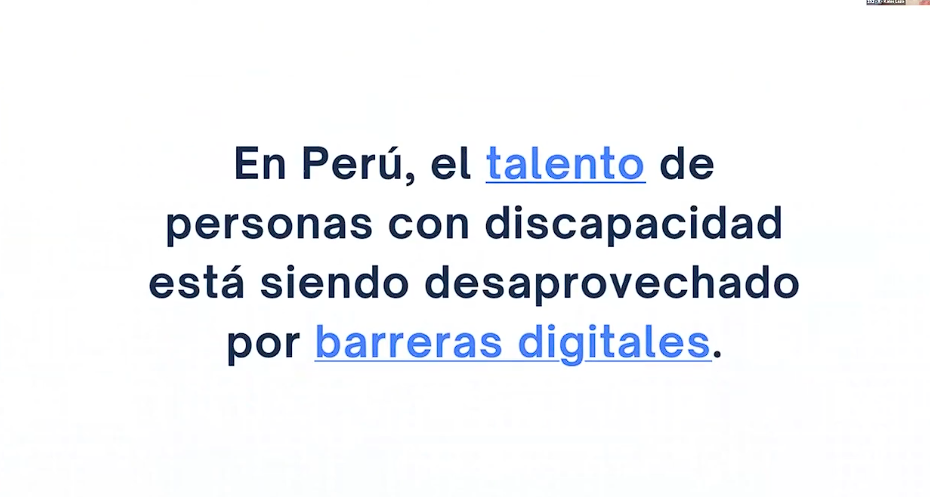 En Perú, el talento de
personas con discapacidad
está siendo desaprovechado
por barreras digitales.